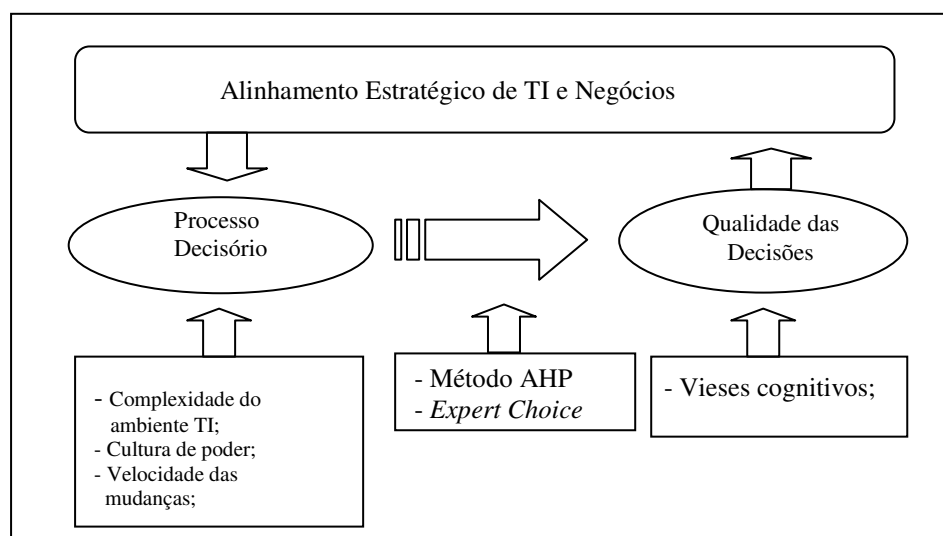 Alinhamento Estratégico de TI e Negócios
Processo
Decisório
Qualidade das
Decisões
- Complexidade do
ambiente TI;
- Cultura de poder;
- Velocidade das
mudanças;
- Método AHP
- Expert Choice
- Vieses cognitivos;